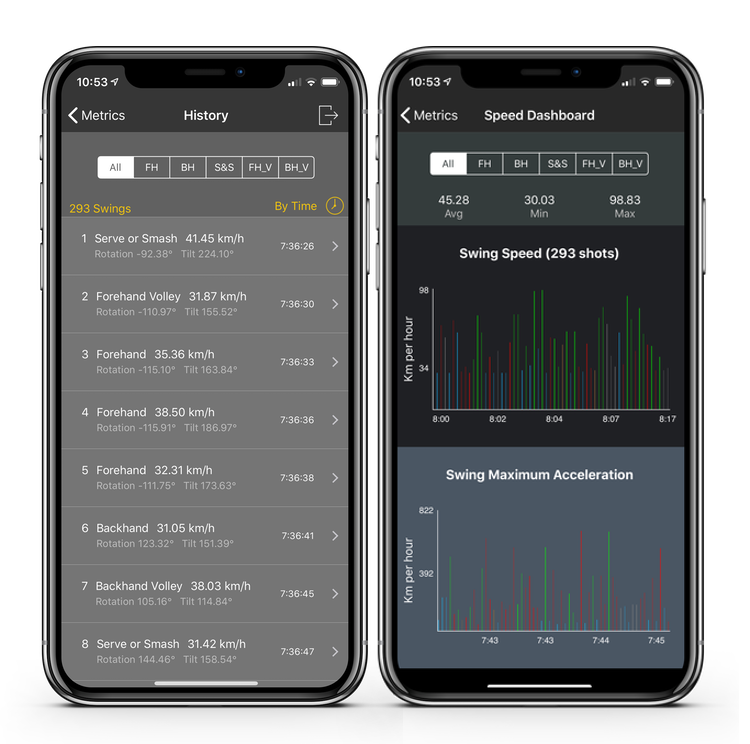 10:53
Metrics History
All FH BH S&S FH_V BH_V
293 Swings By Time
1 Serve or Smash 41.45 km/h
Rotation -92.38° Tilt 224.10°
7:36:26
2 Forehand Volley 31.87 km/h
Rotation -110.97° Tilt 155.52°
7:36:30
3 Forehand 35.36 km/h
Rotation -115.10° Tilt 163.84°
7:36:33
4 Forehand 38.50 km/h
Rotation -115.91° Tilt 186.97°
7:36:36
5 Forehand 32.31 km/h
Rotation -111.75° Tilt 173.63°
7:36:38
6 Backhand 31.05 km/h
Rotation 123.32° Tilt 151.39°
7:36:41
7 Backhand Volley 38.03 km/h
Rotation 105.16° Tilt 114.84°
7:36:45
8 Serve or Smash 31.42 km/h
Rotation 144.46° Tilt 158.54°
7:36:47
10:53
Metrics Speed Dashboard
All FH BH S&S FH_V BH_V
45.28 30.03 98.83
Avg Min Max
Swing Speed (293 shots)
98
Km per hour
34
8:00 8:02 8:04 8:07 8:17
Swing Maximum Acceleration
822
Km per hour
392
7:43 7:43 7:44 7:45